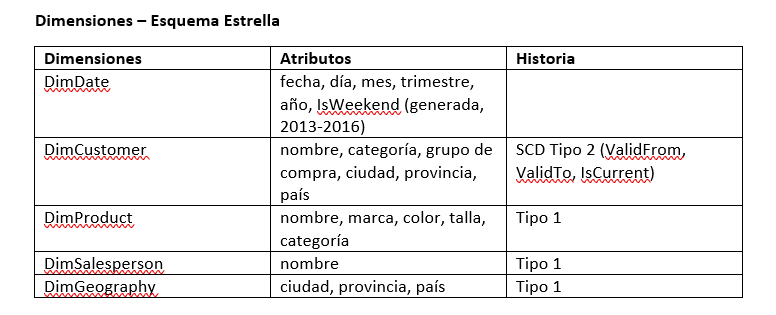 Dimensiones – Esquema Estrella
Dimensiones Atributos Historia
DimDate fecha, día, mes, trimestre,
año, IsWeekend (generada,
2013-2016)
DimCustomer nombre, categoría, grupo de SCD Tipo 2 (ValidFrom,
compra, ciudad, provincia, ValidTo, IsCurrent)
país
DimProduct nombre, marca, color, talla, Tipo 1
categoría
DimSalesperson nombre Tipo 1
DimGeography ciudad, provincia, país Tipo 1